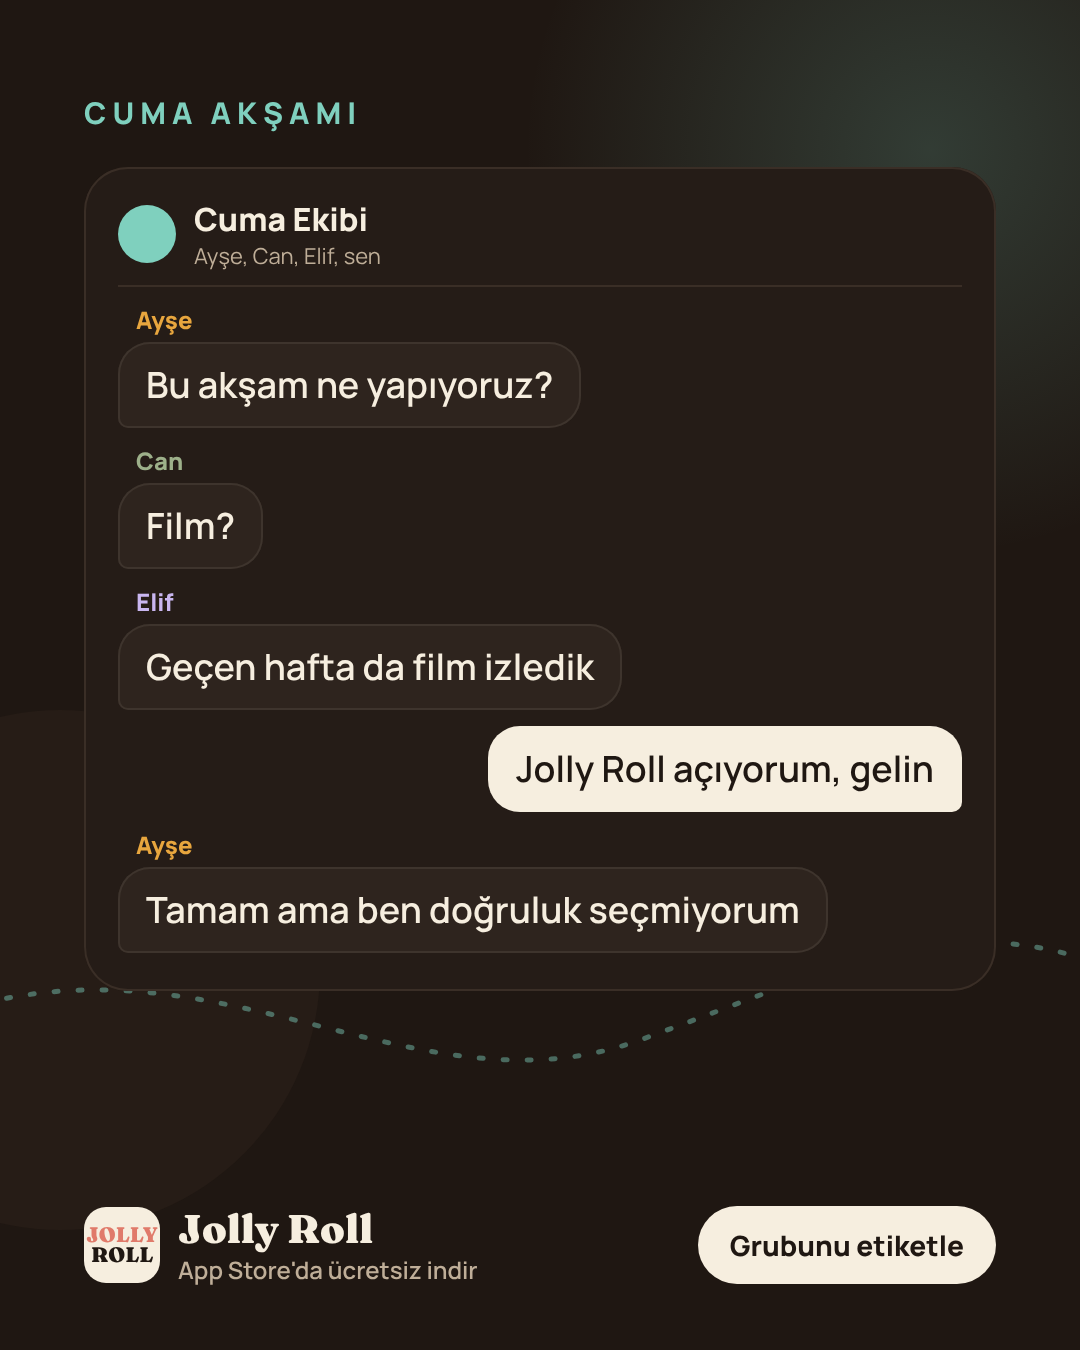 CUMA AKŞAMI
Cuma Ekibi
Ayşe, Can, Elif, sen
Ayşe
Bu akşam ne yapıyoruz?
Can
Film?
Elif
Geçen hafta da film izledik
Jolly Roll açıyorum, gelin
Ayşe
Tamam ama ben doğruluk seçmiyorum
JOLLY
ROLL
Jolly Roll
App Store'da ücretsiz indir
Grubunu etiketle